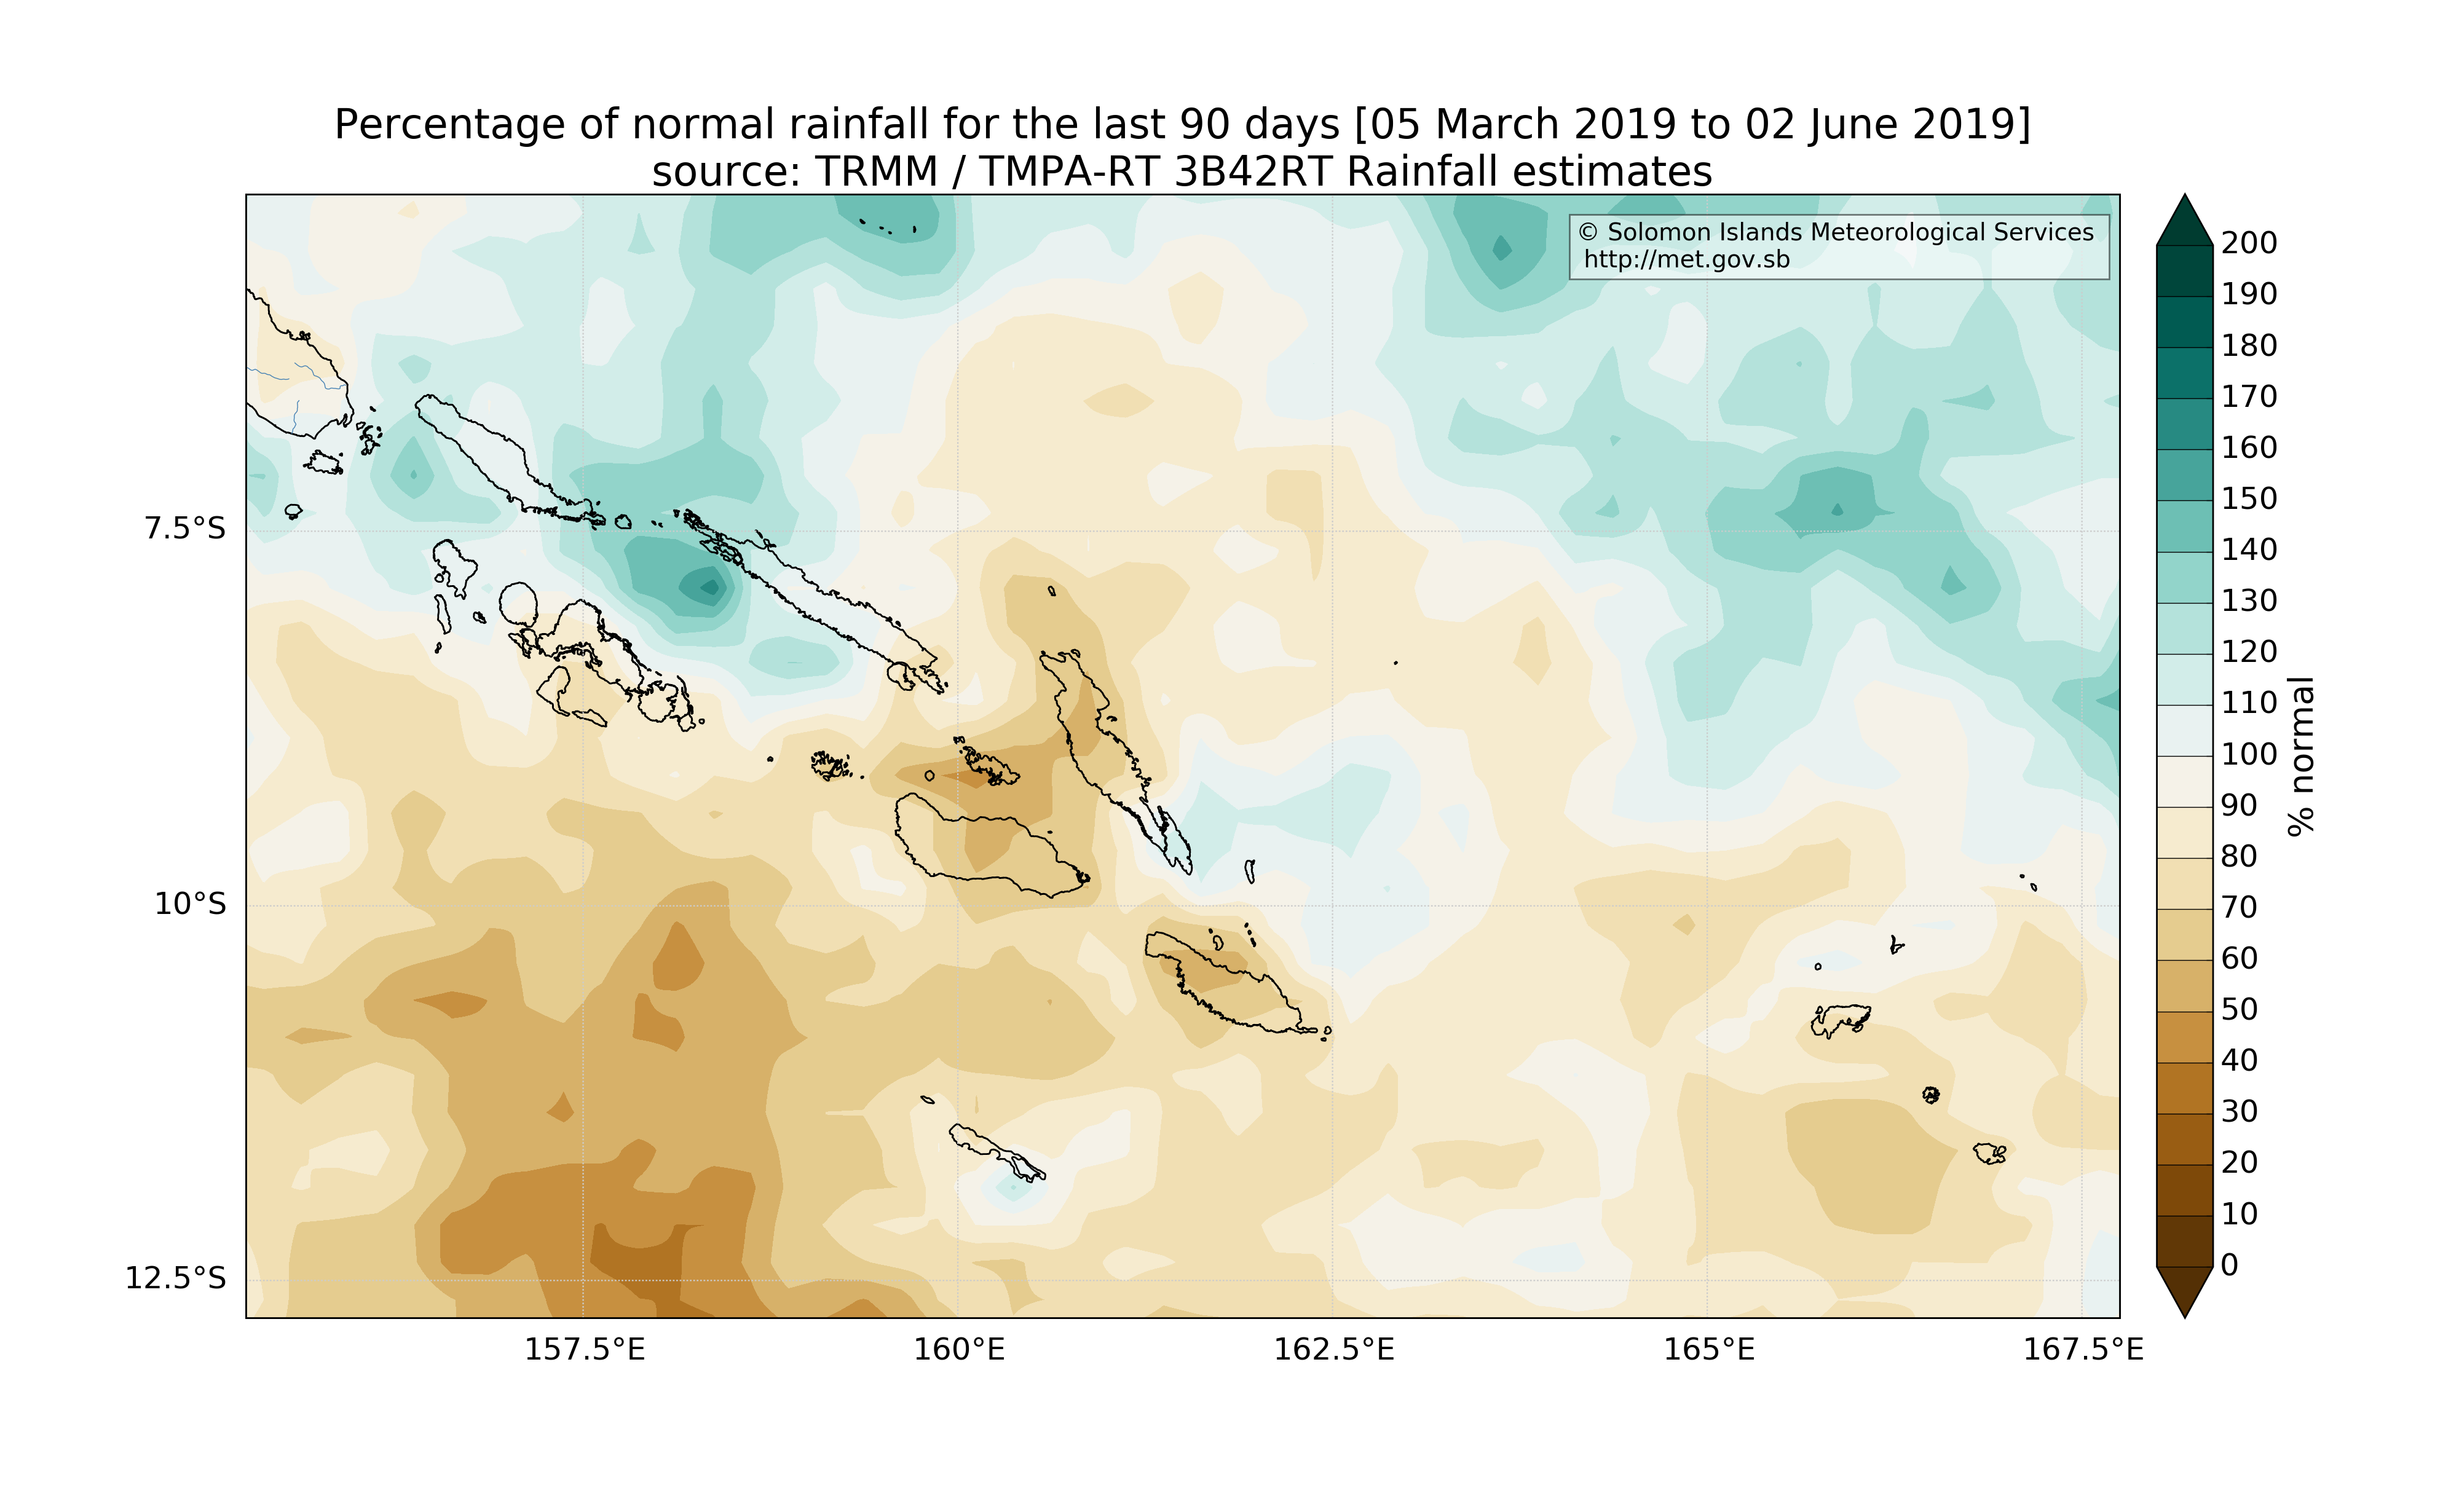 Percentage of normal rainfall for the last 90 days [05 March 2019 to 02 June 2019]
source: TRMM / TMPA-RT 3B42RT Rainfall estimates
© Solomon Islands Meteorological Services
http://met.gov.sb
7.5°S
10°S
12.5°S
157.5°E
160°E
162.5°E
165°E
167.5°E
200
190
180
170
160
150
140
130
120
110
100
90
80
70
60
50
40
30
20
10
0
% normal